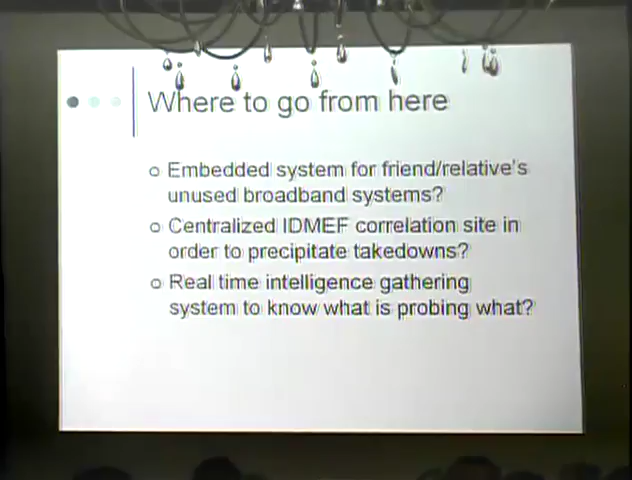 Where to go from here
Embedded system for friend/relative's
unused broadband systems?
Centralized IDMEF correlation site in
order to precipitate takedowns?
Real time intelligence gathering
system to know what is probing what?